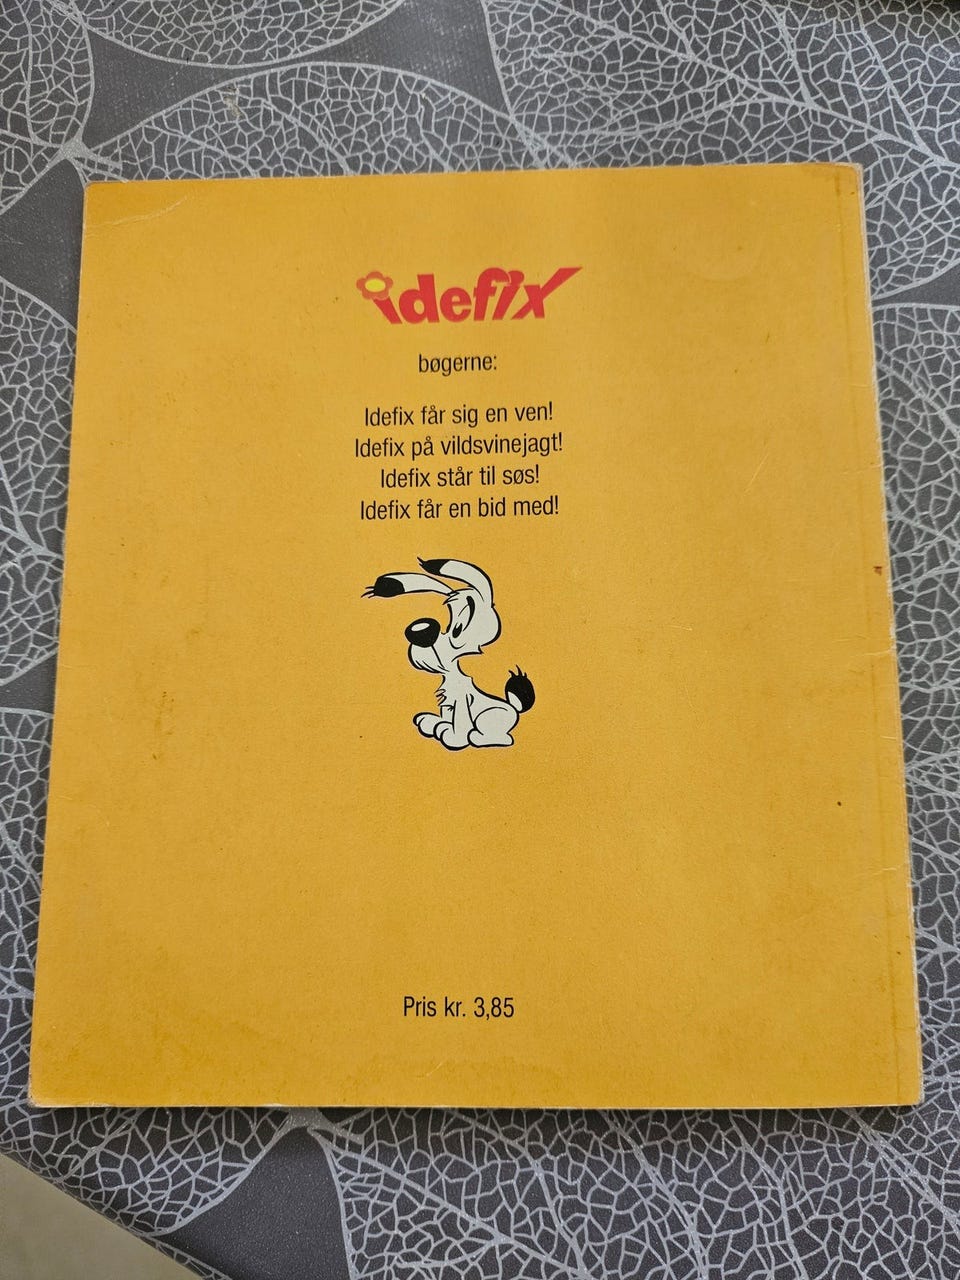 idefix
bøgerne:
Idefix får sig en ven!
Idefix på vildsvinejagt!
Idefix står til søs!
Idefix får en bid med!
Pris kr. 3,85